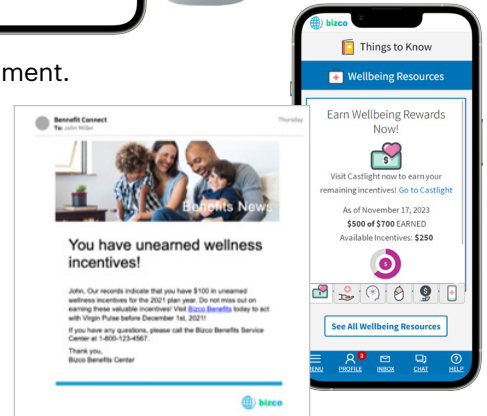 ment.
Bennefit Connect
To: John Miller
Thursday
Benefits News
You have unearned wellness
incentives!
John, Our records indicate that you have $100 in unearned
wellness incentives for the 2021 plan year. Do not miss out on
earning these valuable incentives! Visit Bizco Benefits today to act
with Virgin Pulse before December 1st, 2021!
If you have any questions, please call the Bizco Benefits Service
Center at 1-800-123-4567.
Thank you,
Bizco Benefits Center
bizco
bizco
Things to Know
Wellbeing Resources
Earn Wellbeing Rewards
Now!
Visit Castlight now to earn your
remaining incentives! Go to Castlight
As of November 17, 2023
$500 of $700 EARNED
Available Incentives: $250
See All Wellbeing Resources
MENU
PROFILE
2
INBOX
CHAT
HELP